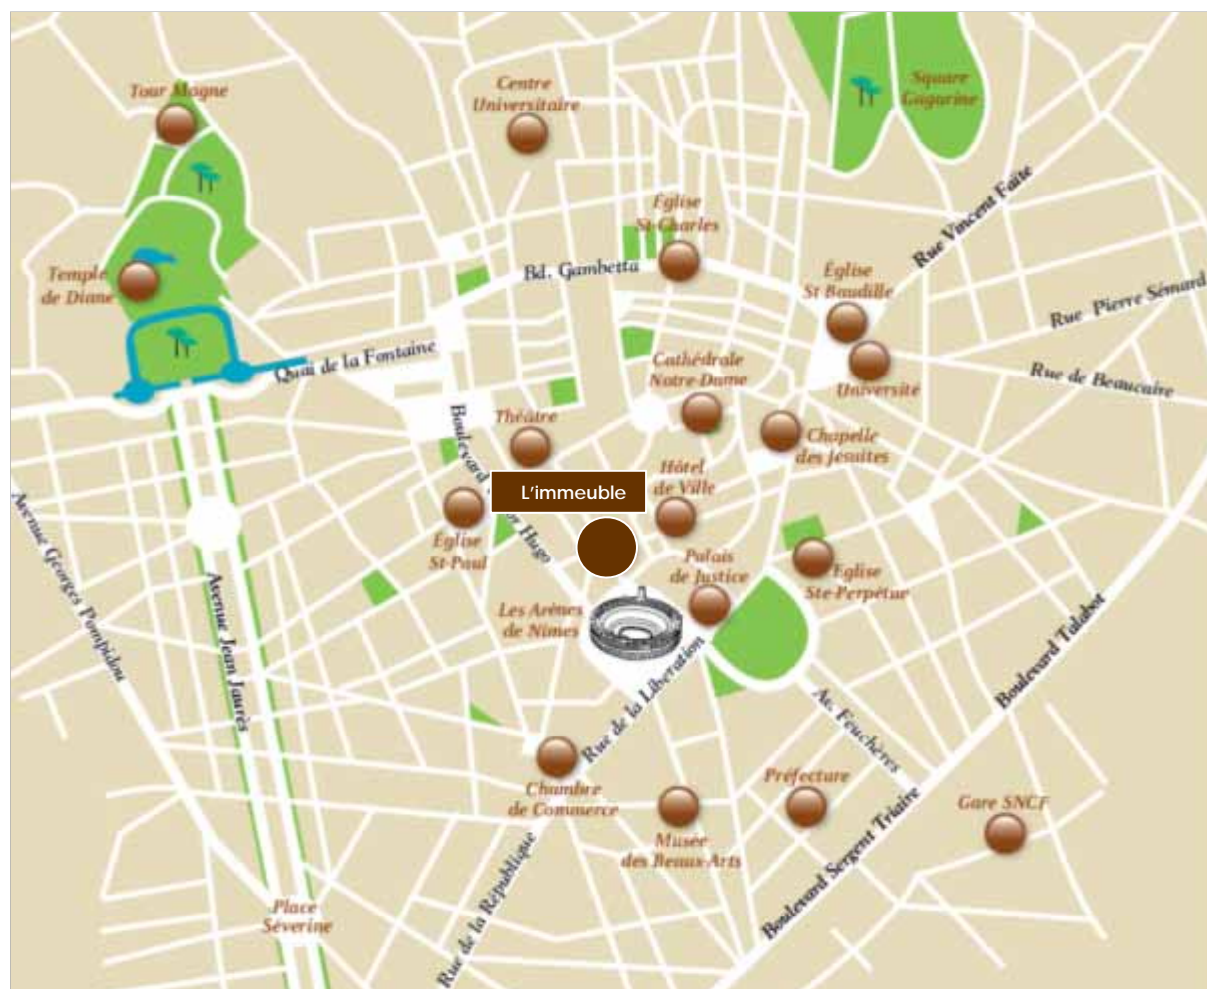 Tour Magne
Centre
Universitaire
Square
Gagarine
Église
St-Charles
Rue Vincent Faïte
Bd. Gambetta
Temple
de Diane
Église
St Baudille
Rue Pierre Sémard
Quai de la Fontaine
Cathédrale
Notre-Dame
Université
Rue de Beaucaire
Théâtre
Boulevard
Hugo
Chapelle
des Jésuites
Hôtel
de Ville
L'immeuble
Avenue Georges Pompidou
Église
St-Paul
Palais
de Justice
Église
Ste-Perpétue
Avenue Jean Jaurès
Les Arènes
de Nîmes
Boulevard Talabot
Rue de la Liberation
Av. Feuchères
Chambre
de Commerce
Préfecture
Gare SNCF
Musée
des Beaux-Arts
Boulevard Sergent Triaire
Rue de la République
Place
Séverine